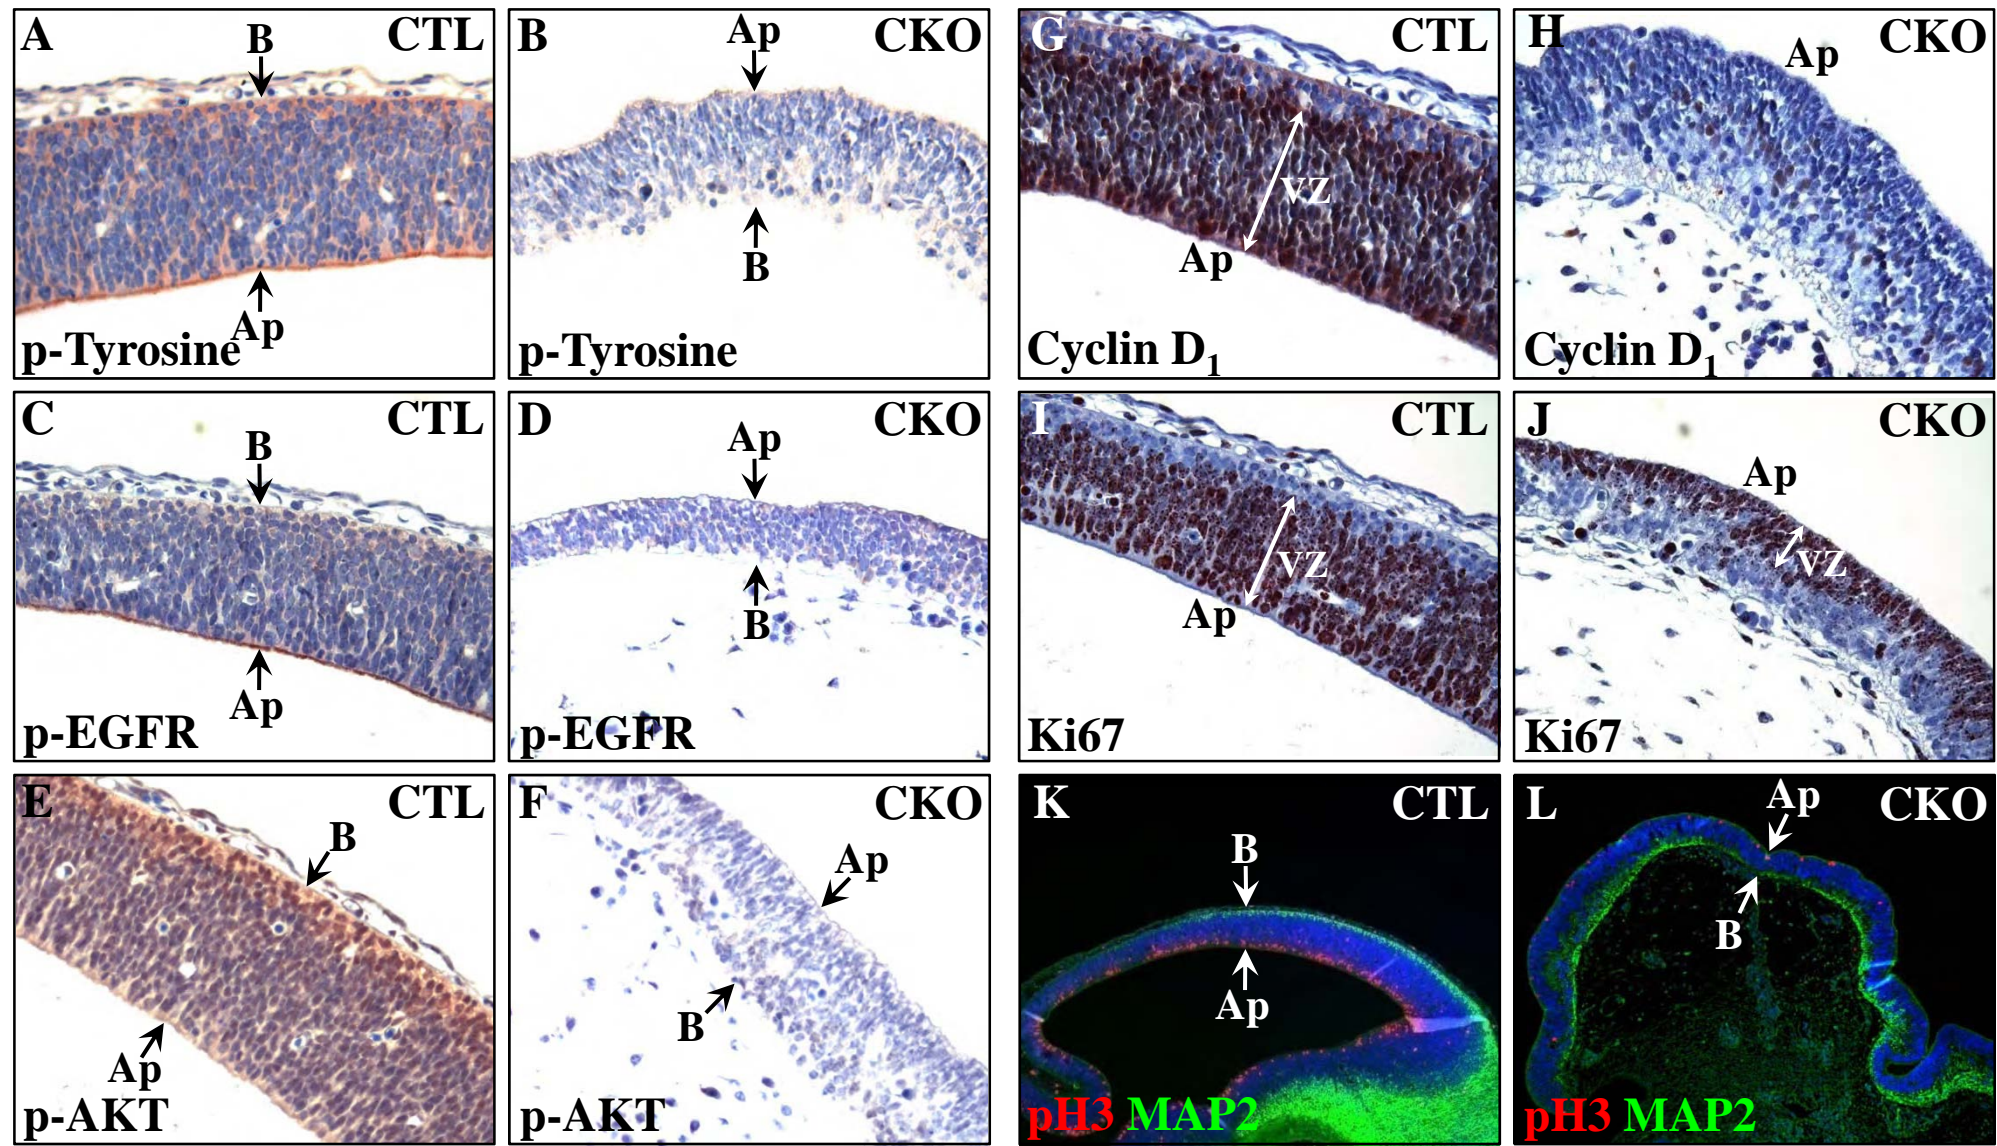 A B CTL
Ap
p-Tyrosine
B Ap CKO
B
p-Tyrosine
G CTL
VZ
Ap
Cyclin D1
H Ap CKO
Cyclin D1
C B CTL
Ap
p-EGFR
D Ap CKO
B
p-EGFR
I CTL
VZ
Ap
Ki67
J CKO
Ap
VZ
Ki67
E CTL
B
Ap
p-AKT
F CKO
Ap
B
p-AKT
K CTL
B
Ap
pH3 MAP2
L Ap CKO
B
pH3 MAP2